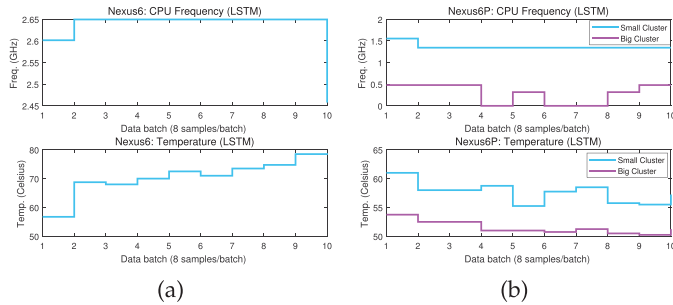 Nexus6: CPU Frequency (LSTM)
Freq. (GHz)
2.65
2.6
2.55
2.5
2.45
1 2 3 4 5 6 7 8 9 10
Data batch (8 samples/batch)
Nexus6: Temperature (LSTM)
Temp. (Celsius)
80
70
60
50
1 2 3 4 5 6 7 8 9 10
Data batch (8 samples/batch)
(a)
Nexus6P: CPU Frequency (LSTM)
Freq. (GHz)
2
1.5
1
0.5
0
Small Cluster
Big Cluster
1 2 3 4 5 6 7 8 9 10
Data batch (8 samples/batch)
Nexus6P: Temperature (LSTM)
Temp. (Celsius)
65
60
55
50
Small Cluster
Big Cluster
1 2 3 4 5 6 7 8 9 10
Data batch (8 samples/batch)
(b)